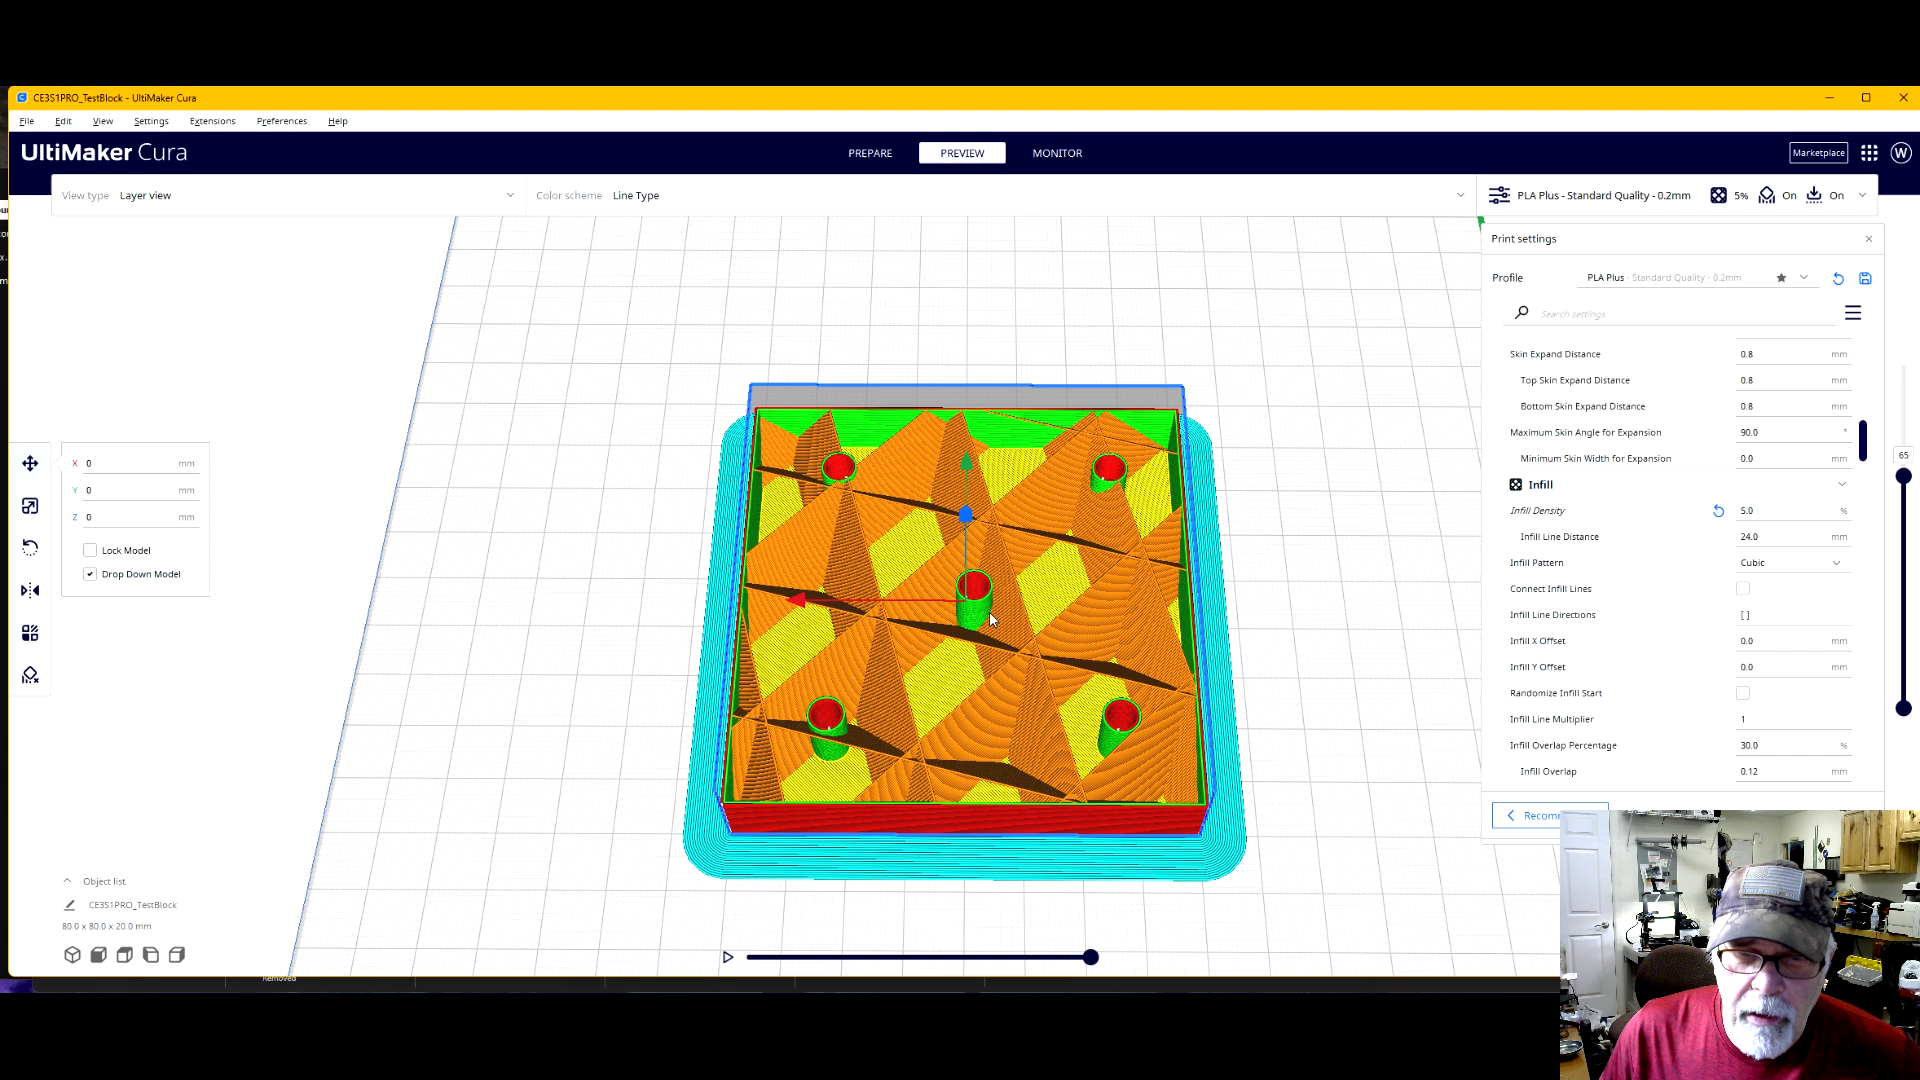 CE3S1PRO_TestBlock - UltiMaker Cura
File Edit View Settings Extensions Preferences Help
UltiMaker Cura
PREPARE PREVIEW MONITOR
Marketplace
W
View type Layer view
Color scheme Line Type
PLA Plus - Standard Quality - 0.2mm 5% On On
Print settings
Profile PLA Plus - Standard Quality - 0.2mm
Search settings
Skin Expand Distance 0.8 mm
Top Skin Expand Distance 0.8 mm
Bottom Skin Expand Distance 0.8 mm
Maximum Skin Angle for Expansion 90.0 °
Minimum Skin Width for Expansion 0.0 mm
Infill
Infill Density 5.0 %
Infill Line Distance 24.0 mm
Infill Pattern Cubic
Connect Infill Lines
Infill Line Directions [ ]
Infill X Offset 0.0 mm
Infill Y Offset 0.0 mm
Randomize Infill Start
Infill Line Multiplier 1
Infill Overlap Percentage 30.0 %
Infill Overlap 0.12 mm
Recomm
65
X 0 mm
Y 0 mm
Z 0 mm
Lock Model
Drop Down Model
Object list
CE3S1PRO_TestBlock
80.0 x 80.0 x 20.0 mm
Removed